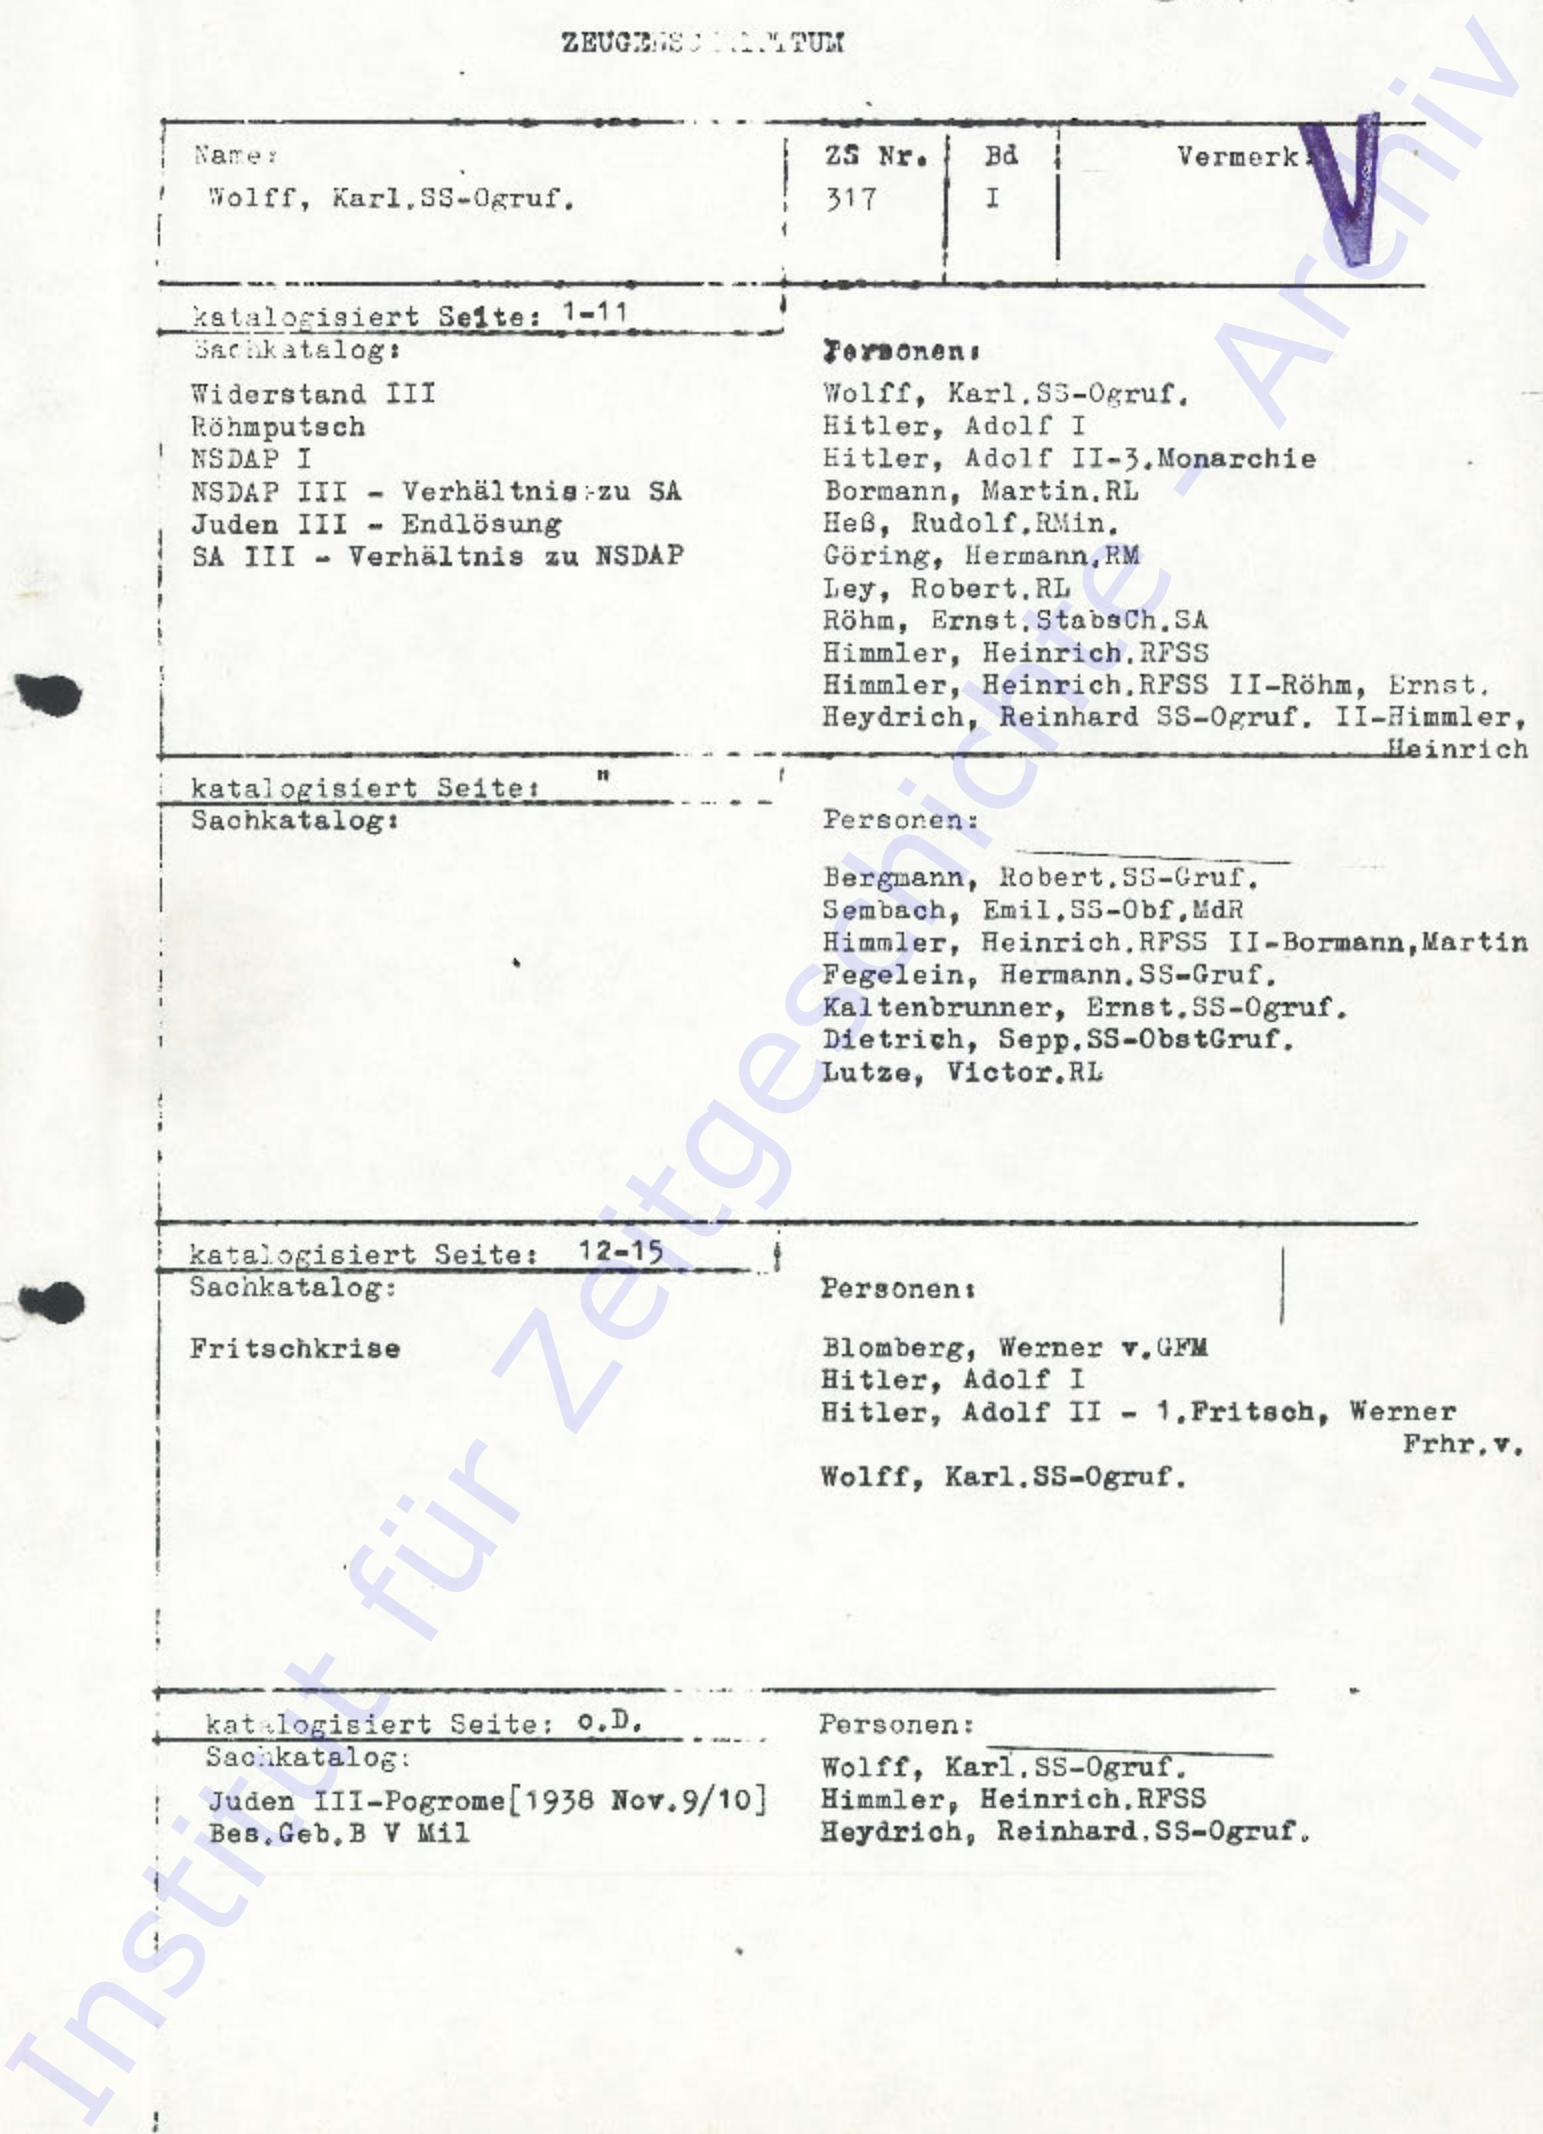 ZEUGENSCHRIFTTUM
Name: ZS Nr. Bd Vermerk:
Wolff, Karl.SS-Ogruf. 317 I
V
katalogisiert Seite: 1-11
Sachkatalog:
Widerstand III
Röhmputsch
NSDAP I
NSDAP III - Verhältnis zu SA
Juden III - Endlösung
SA III - Verhältnis zu NSDAP
Personen:
Wolff, Karl.SS-Ogruf.
Hitler, Adolf I
Hitler, Adolf II-3.Monarchie
Bormann, Martin.RL
Heß, Rudolf.RMin.
Göring, Hermann.RM
Ley, Robert.RL
Röhm, Ernst.StabsCh.SA
Himmler, Heinrich.RFSS
Himmler, Heinrich.RFSS II-Röhm, Ernst.
Heydrich, Reinhard SS-Ogruf. II-Himmler,
Heinrich
katalogisiert Seite: "
Sachkatalog:
Personen:
Bergmann, Robert.SS-Gruf.
Sembach, Emil.SS-Obf.MdR
Himmler, Heinrich.RFSS II-Bormann,Martin
Fegelein, Hermann.SS-Gruf.
Kaltenbrunner, Ernst.SS-Ogruf.
Dietrich, Sepp.SS-ObstGruf.
Lutze, Victor.RL
katalogisiert Seite: 12-15
Sachkatalog:
Fritschkrise
Personen:
Blomberg, Werner v.GFM
Hitler, Adolf I
Hitler, Adolf II - 1.Fritsch, Werner
Frhr.v.
Wolff, Karl.SS-Ogruf.
katalogisiert Seite: o.D.
Sachkatalog:
Juden III-Pogrome[1938 Nov.9/10]
Bes.Geb.B V Mil
Personen:
Wolff, Karl.SS-Ogruf.
Himmler, Heinrich.RFSS
Heydrich, Reinhard.SS-Ogruf.
Institut für Zeitgeschichte - Archiv